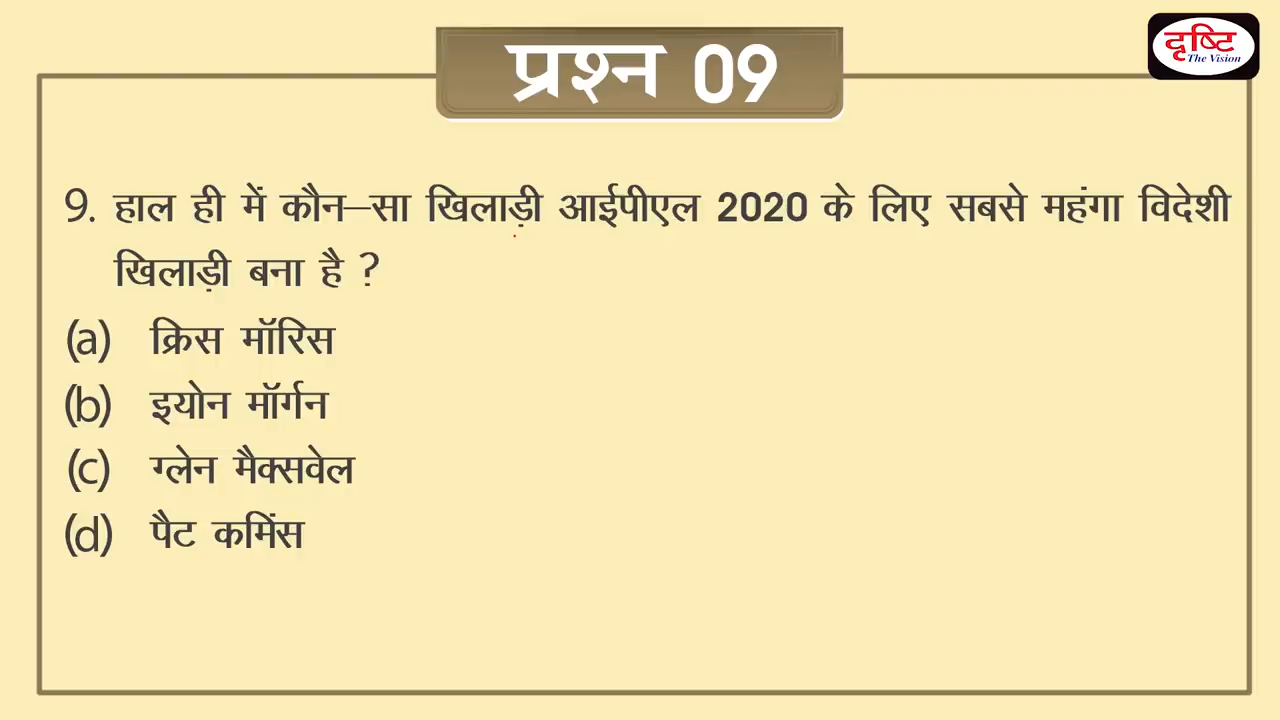 दृष्टि
The Vision
प्रश्न 09
9. हाल ही में कौन–सा खिलाड़ी आईपीएल 2020 के लिए सबसे महंगा विदेशी
खिलाड़ी बना है ?
(a) क्रिस मॉरिस
(b) इयोन मॉर्गन
(c) ग्लेन मैक्सवेल
(d) पैट कमिंस